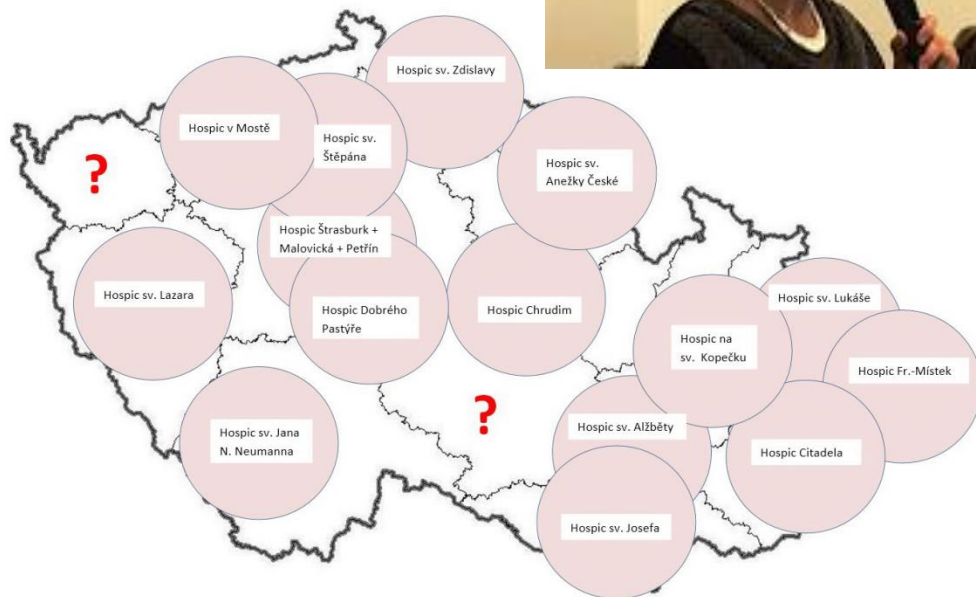 Hospic sv. Zdislavy
Hospic v Mostě
Hospic sv.
Štěpána
?
Hospic sv.
Anežky České
Hospic Štrasburk +
Malovická + Petřín
Hospic sv. Lazara
Hospic Dobrého
Pastýře
Hospic Chrudim
Hospic sv. Lukáše
Hospic na
sv. Kopečku
Hospic Fr.-Místek
?
Hospic sv. Jana
N. Neumanna
Hospic sv. Alžběty
Hospic Citadela
Hospic sv. Josefa